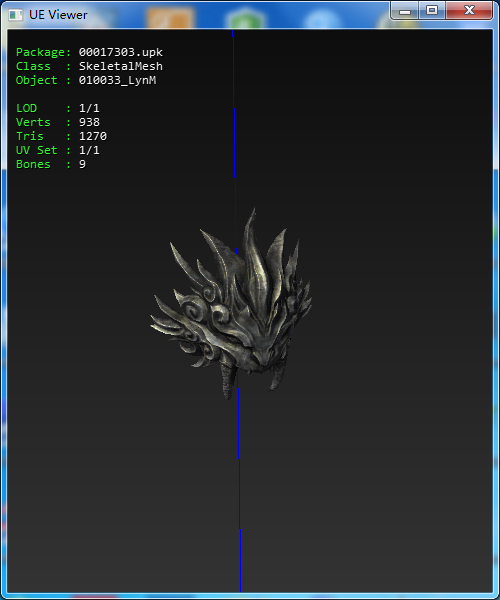 UE Viewer
Package: 00017303.upk
Class : SkeletalMesh
Object : 010033_LynM
LOD : 1/1
Verts : 938
Tris : 1270
UV Set : 1/1
Bones : 9